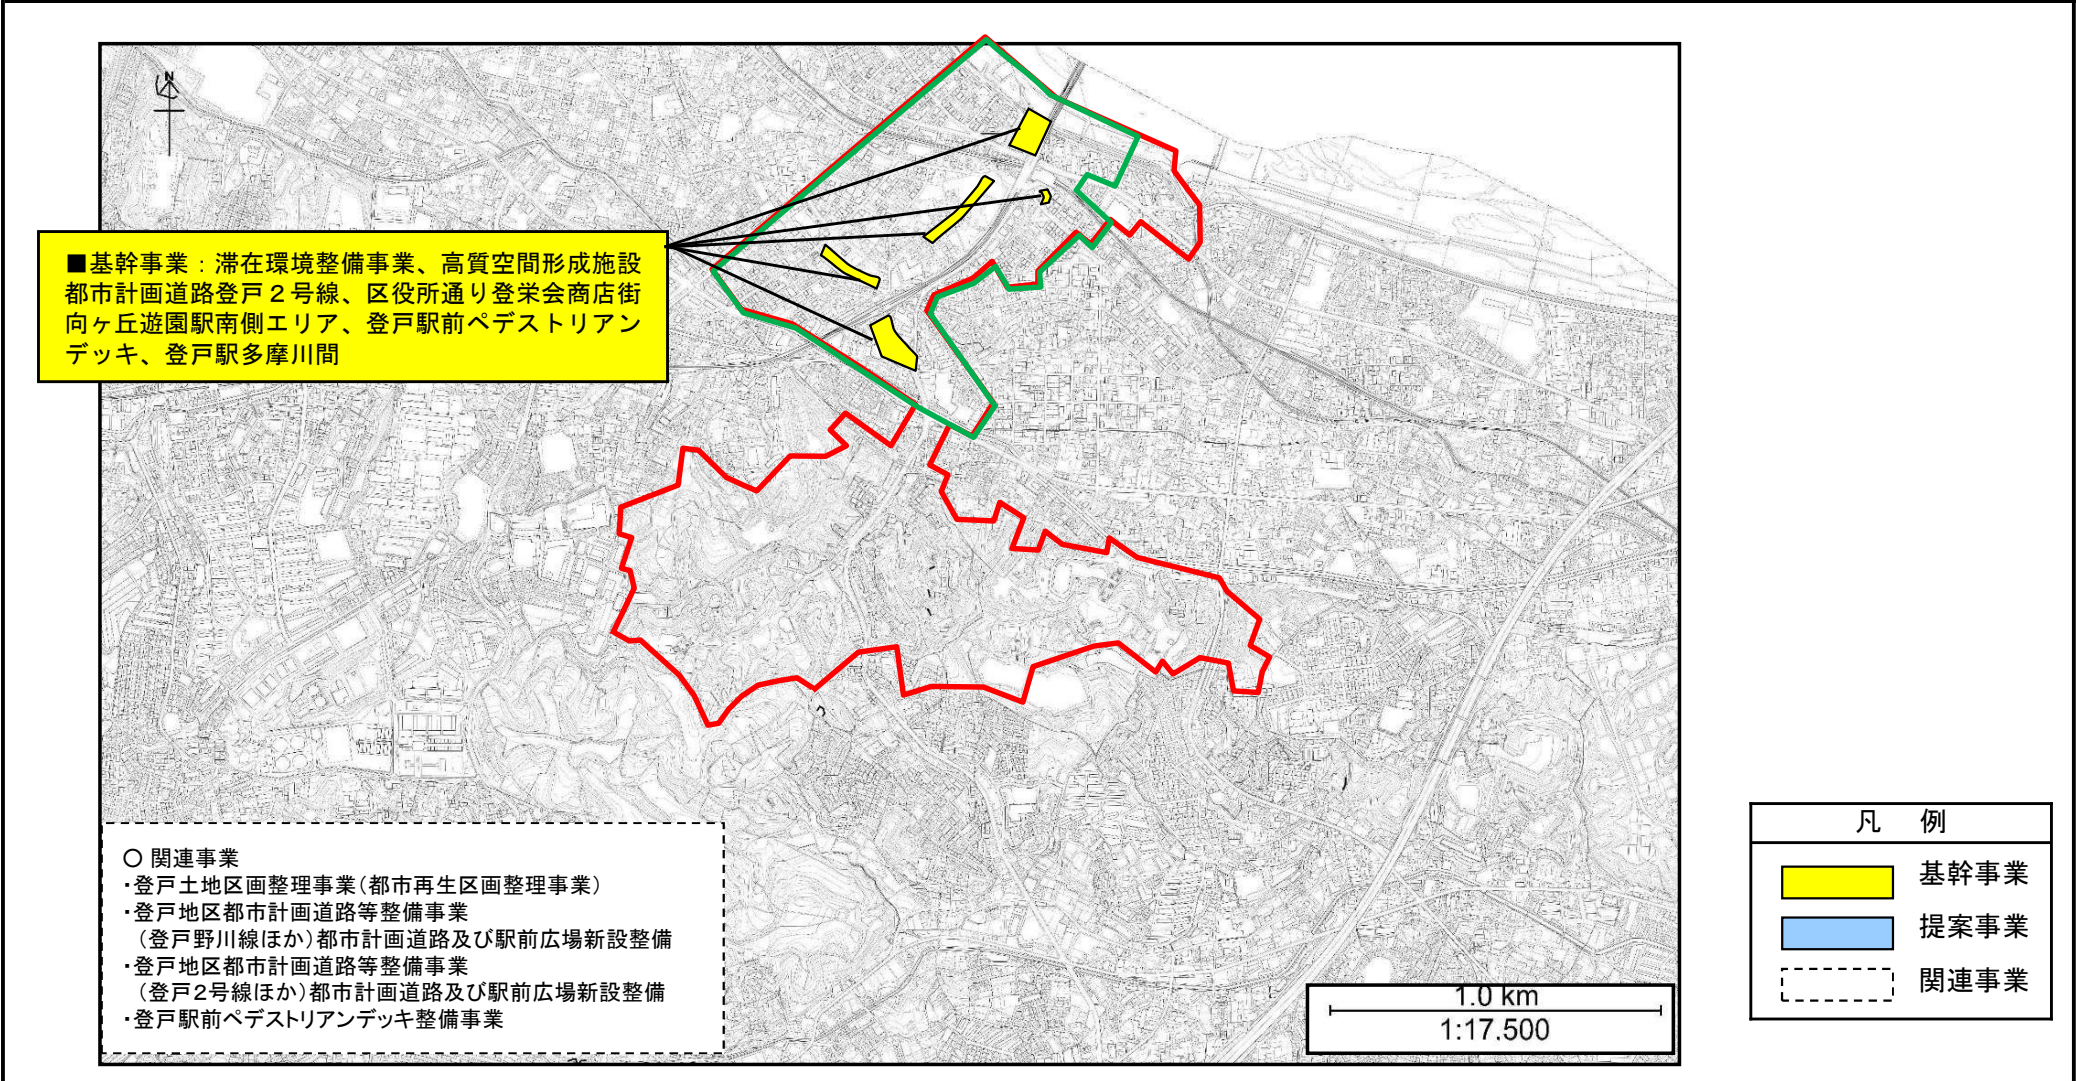 N
■基幹事業：滞在環境整備事業、高質空間形成施設
都市計画道路登戸２号線、区役所通り登栄会商店街
向ヶ丘遊園駅南側エリア、登戸駅前ペデストリアン
デッキ、登戸駅多摩川間
○ 関連事業
・登戸土地区画整理事業（都市再生区画整理事業）
・登戸地区都市計画道路等整備事業
（登戸野川線ほか）都市計画道路及び駅前広場新設整備
・登戸地区都市計画道路等整備事業
（登戸2号線ほか）都市計画道路及び駅前広場新設整備
・登戸駅前ペデストリアンデッキ整備事業
1.0 km
1:17,500
凡　例
基幹事業
提案事業
関連事業